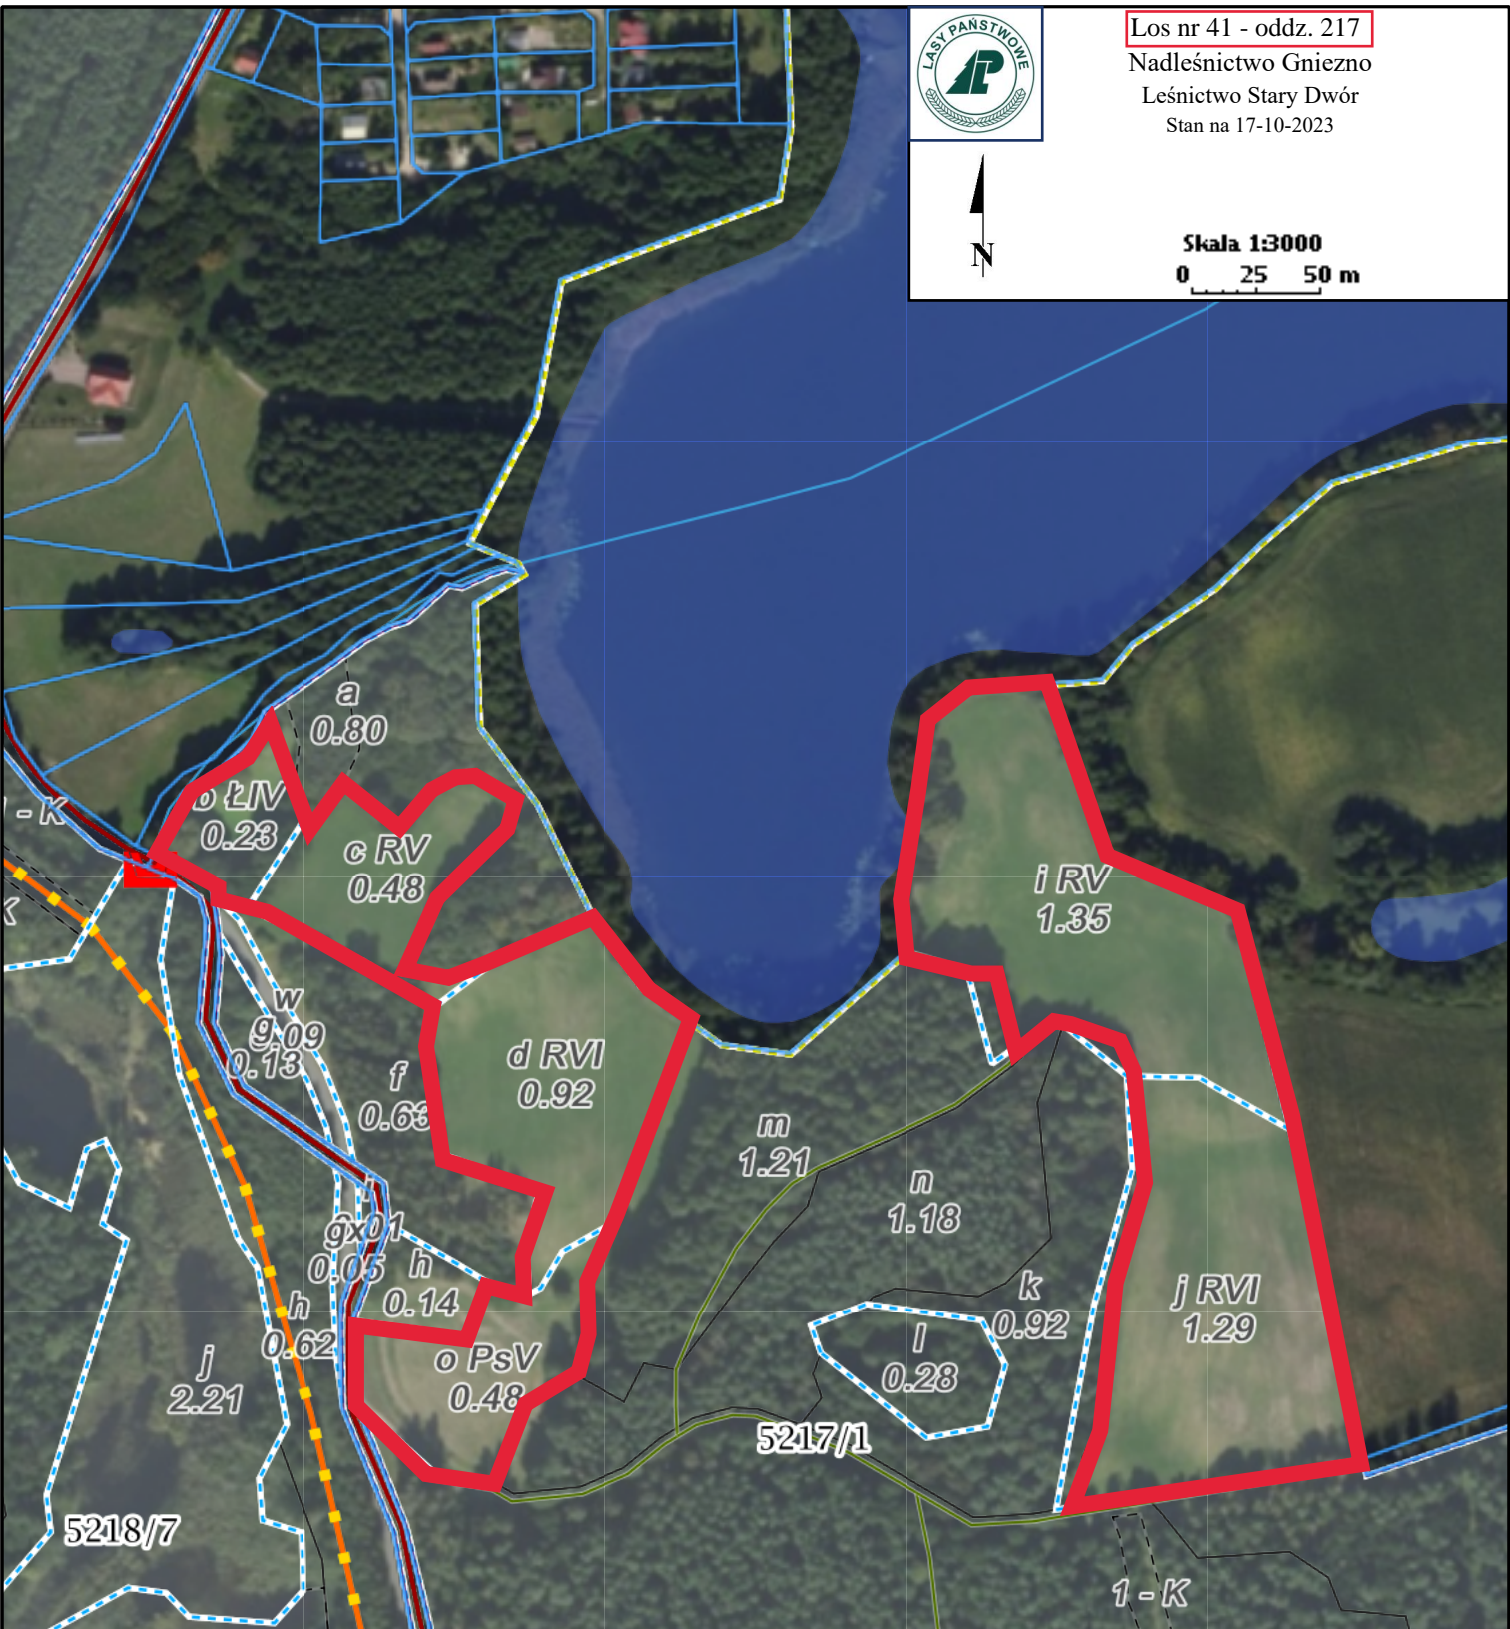 LASY PAŃSTWOWE
LP
Los nr 41 - oddz. 217
Nadleśnictwo Gniezno
Leśnictwo Stary Dwór
Stan na 17-10-2023
N
Skala 1:3000
0 25 50 m
a
0.80
b ŁIV
0.23
- K
c RV
0.48
K
i RV
1.35
w
0.09
g
0.13
f
0.63
d RVI
0.92
m
1.21
n
1.18
i
gx01
0.05
h
0.14
h
0.62
k
0.92
j RVI
1.29
j
2.21
o PsV
0.48
l
0.28
5217/1
5218/7
1 - K